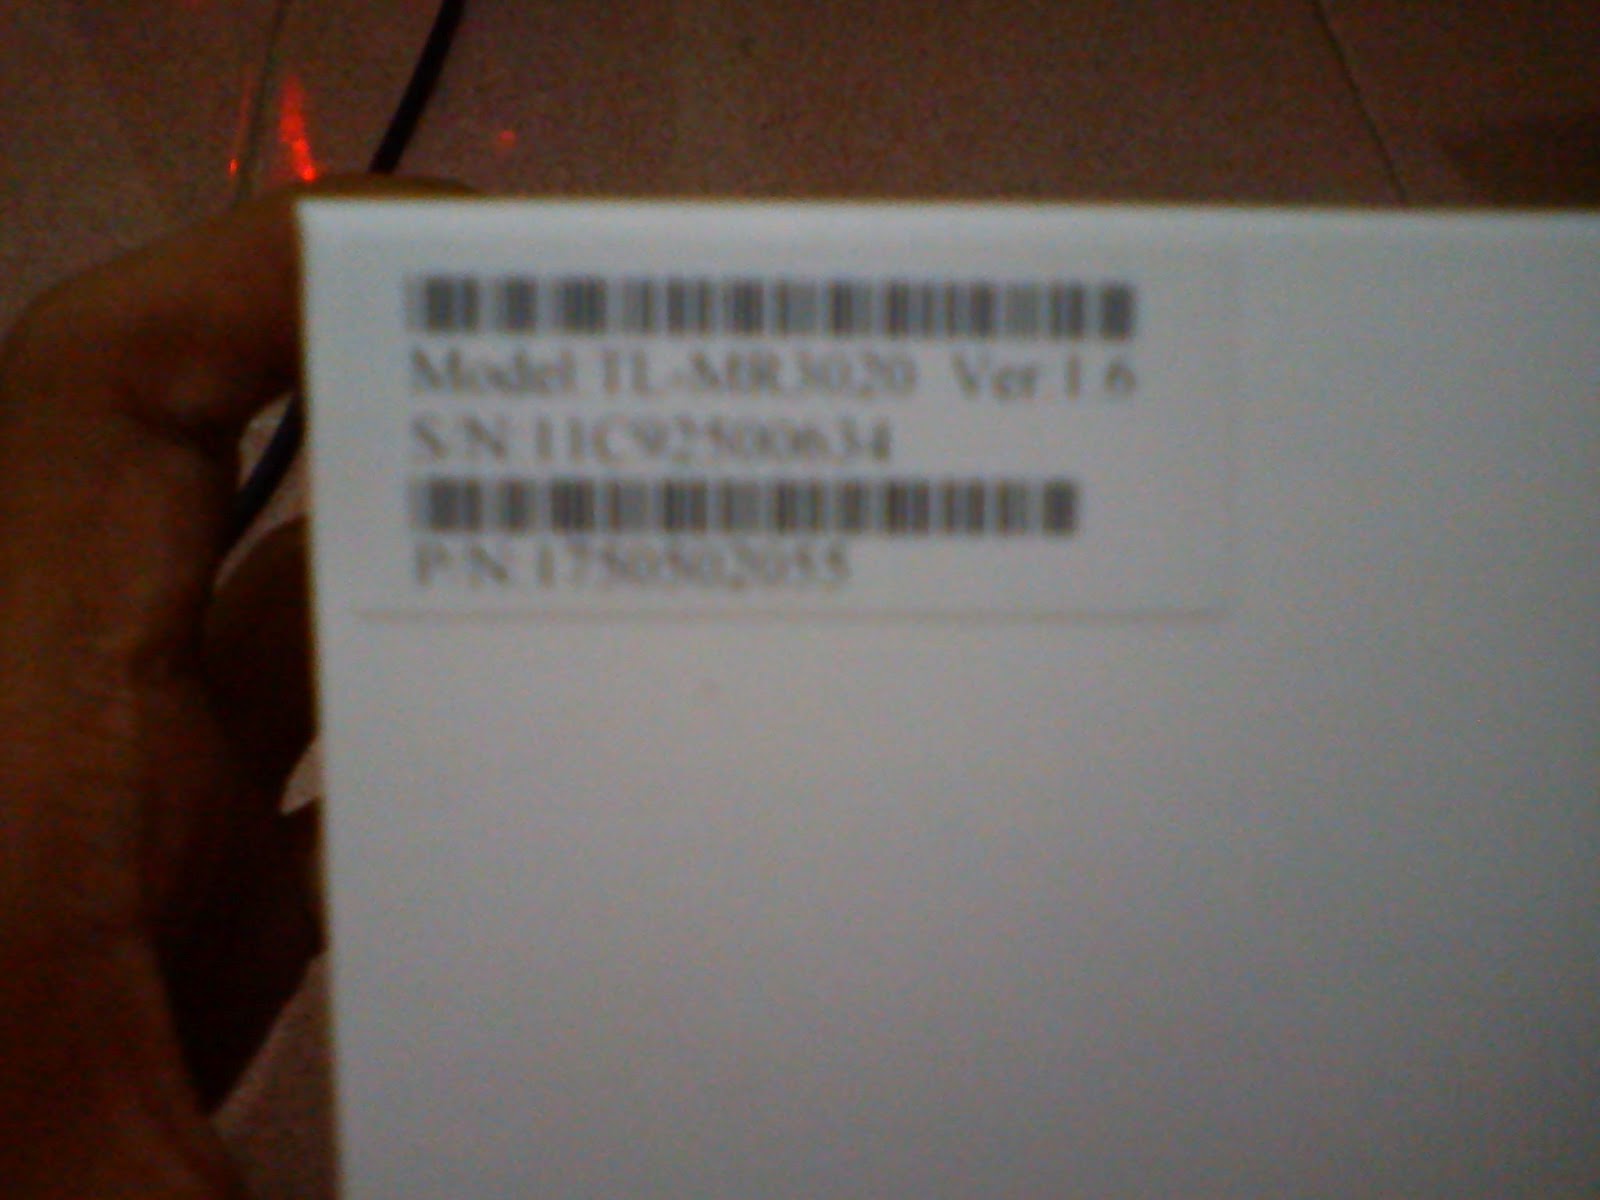 Model TL-MR3020 Ver 1.6
S/N 11C92500634
P/N 1750502055